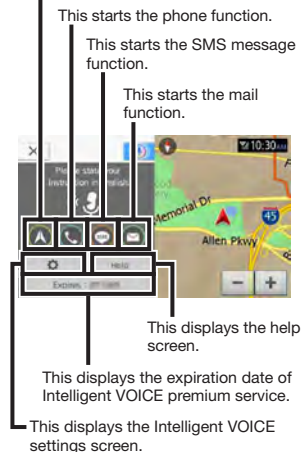 This starts the phone function.
This starts the SMS message
function.
This starts the mail
function.
10:30
Please state your
Instruction in English.
Memorial Dr
45
Allen Pkwy
Help
Expires :
This displays the help
screen.
This displays the expiration date of
Intelligent VOICE premium service.
This displays the Intelligent VOICE
settings screen.